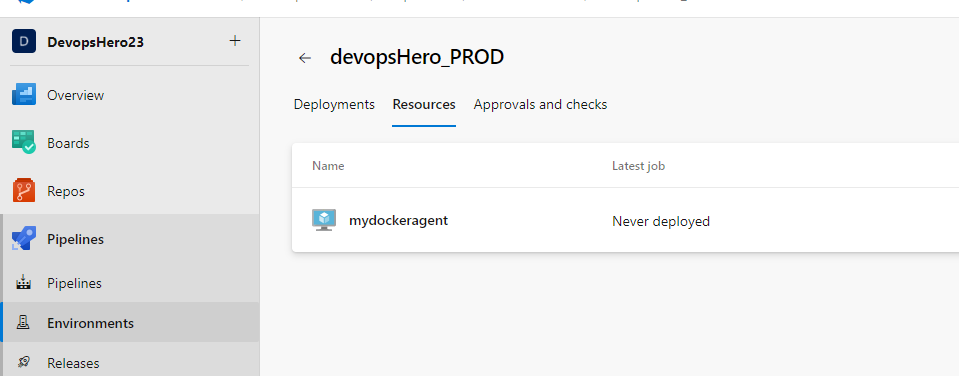 D DevopsHero23 +
Overview
Boards
Repos
Pipelines
Pipelines
Environments
Releases
← devopsHero_PROD
Deployments Resources Approvals and checks
Name Latest job
mydockeragent Never deployed